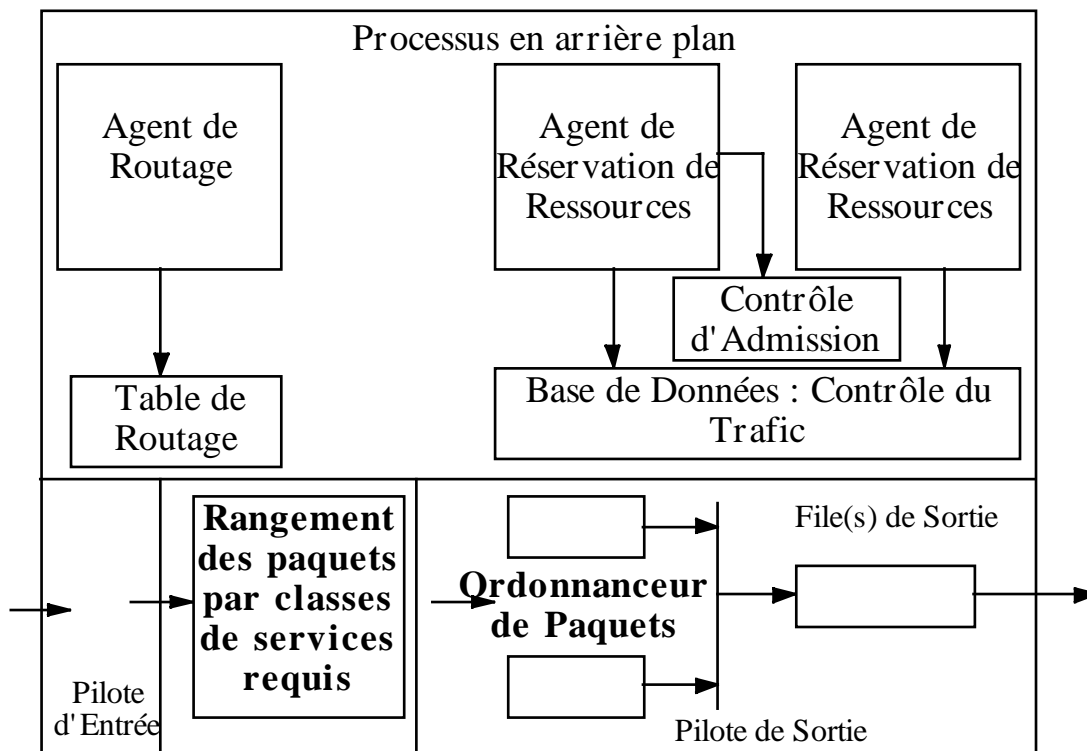 Processus en arrière plan
Agent de
Routage
Agent de
Réservation de
Ressources
Agent de
Réservation de
Ressources
Contrôle
d'Admission
Table de
Routage
Base de Données : Contrôle du
Trafic
Rangement
des paquets
par classes
de services
requis
Pilote
d'Entrée
Ordonnanceur
de Paquets
File(s) de Sortie
Pilote de Sortie